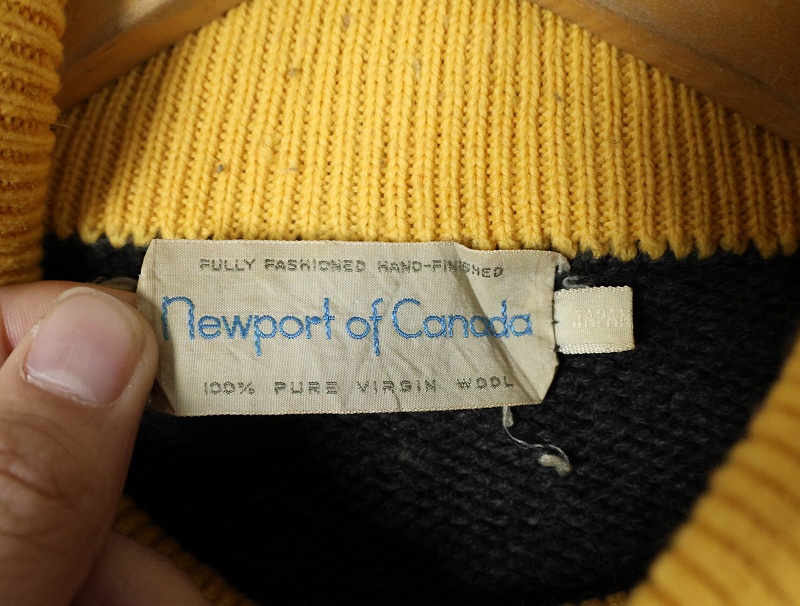 FULLY FASHIONED HAND-FINISHED
Newport of Canada
JAPAN
100% PURE VIRGIN WOOL